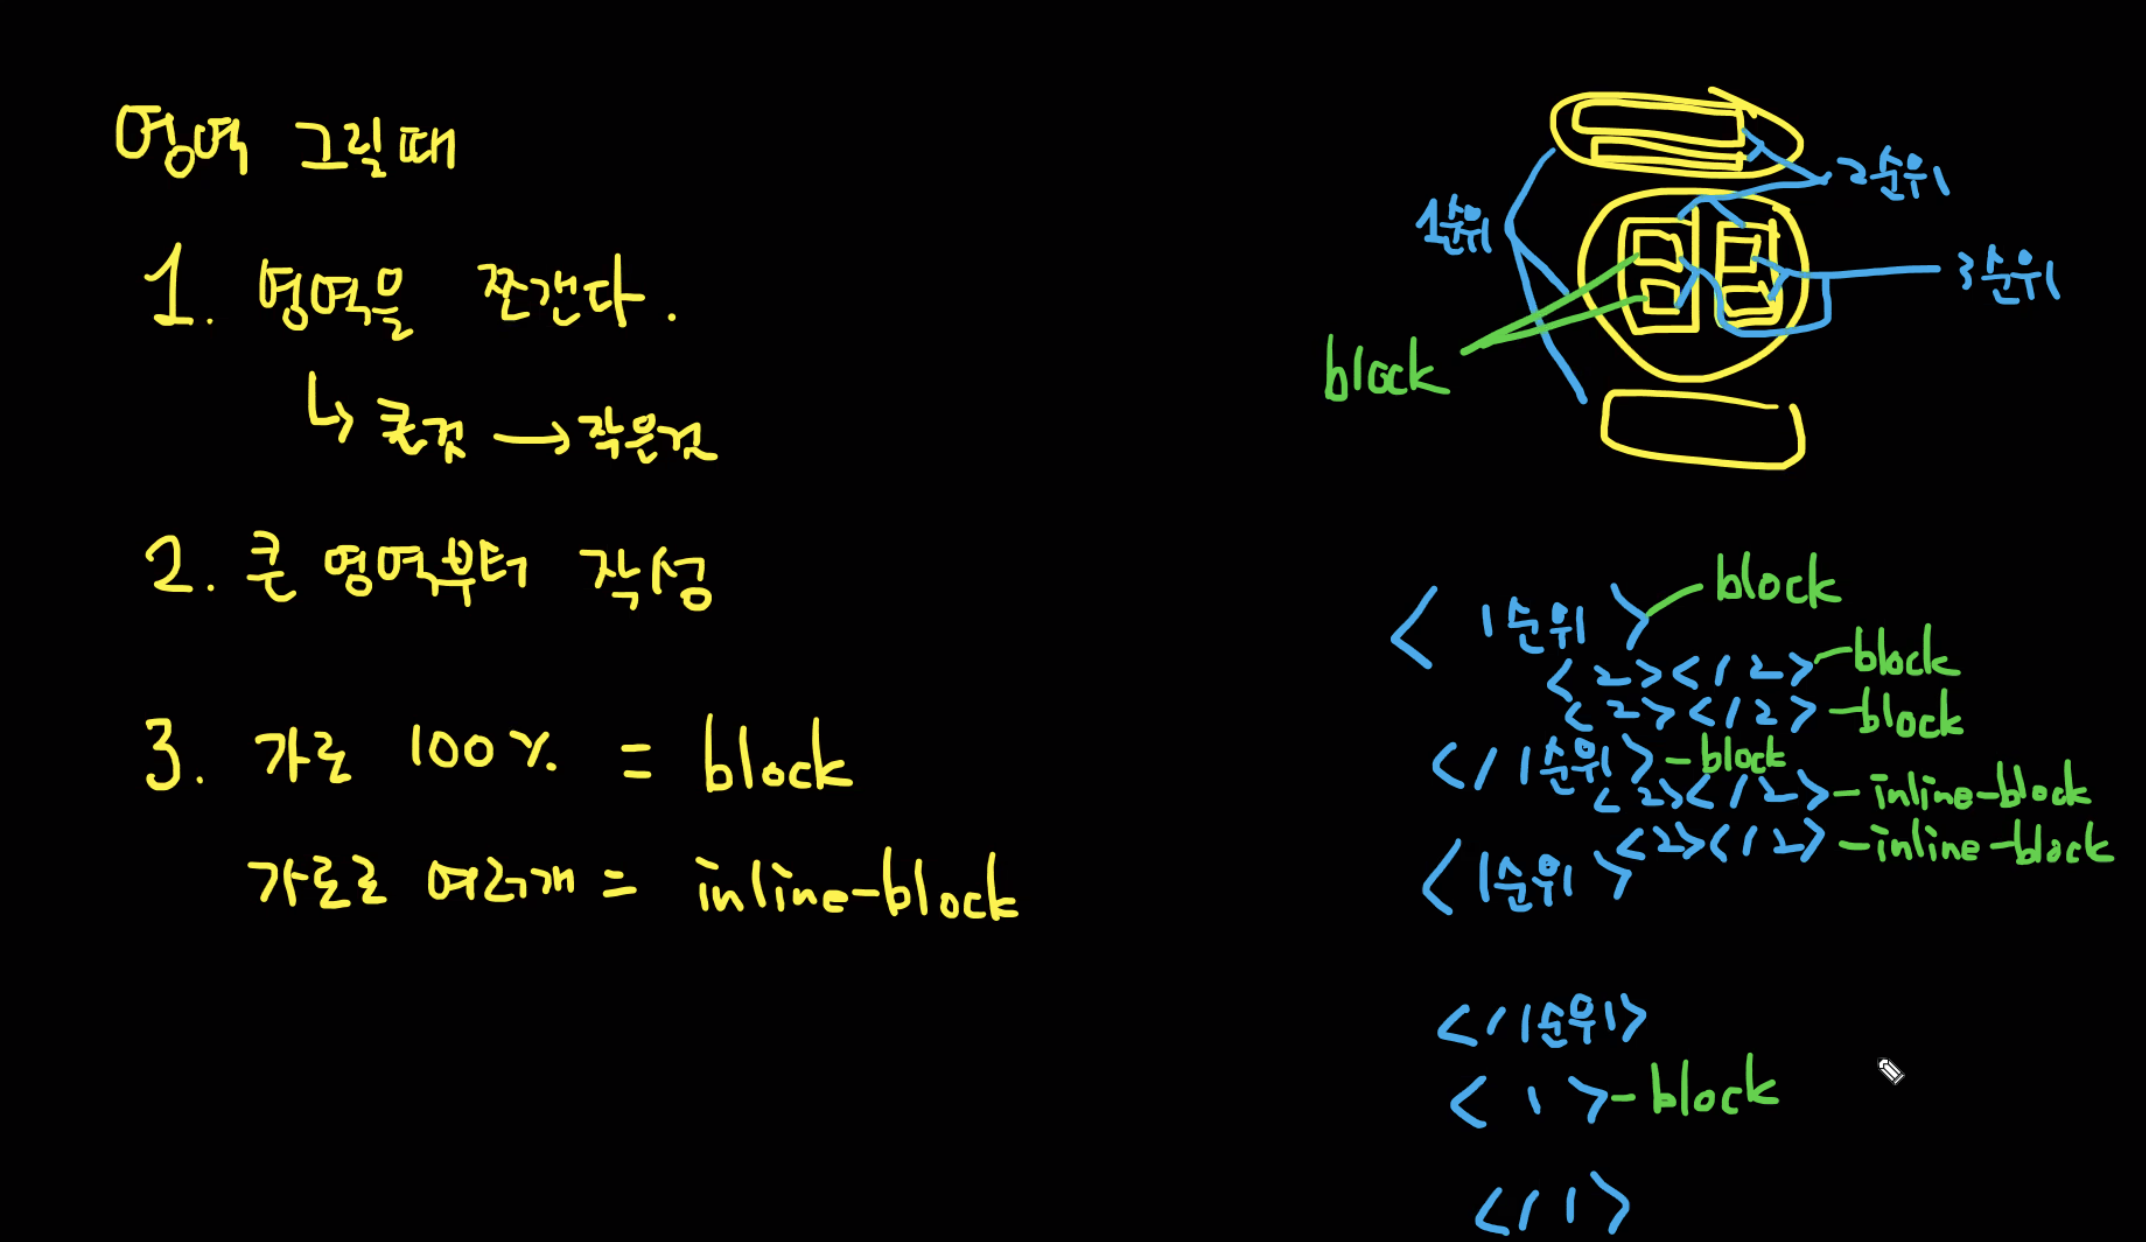 영역 그릴때
1. 영역을 쪼갠다.
↳ 큰것 → 작은것
2. 큰 영역부터 작성
3. 가로 100% = block
가로로 여러개 = inline-block
2순위
1순위
3순위
block
< 1순위 > block
< 2 > </ 2 > block
< 2 > </ 2 > block
</ 1순위 > - block
< 2 > </ 2 > - inline-block
< 2 > </ 2 > - inline-block
< 1순위 >
</ 1순위 >
< 1 > - block
</ 1 >